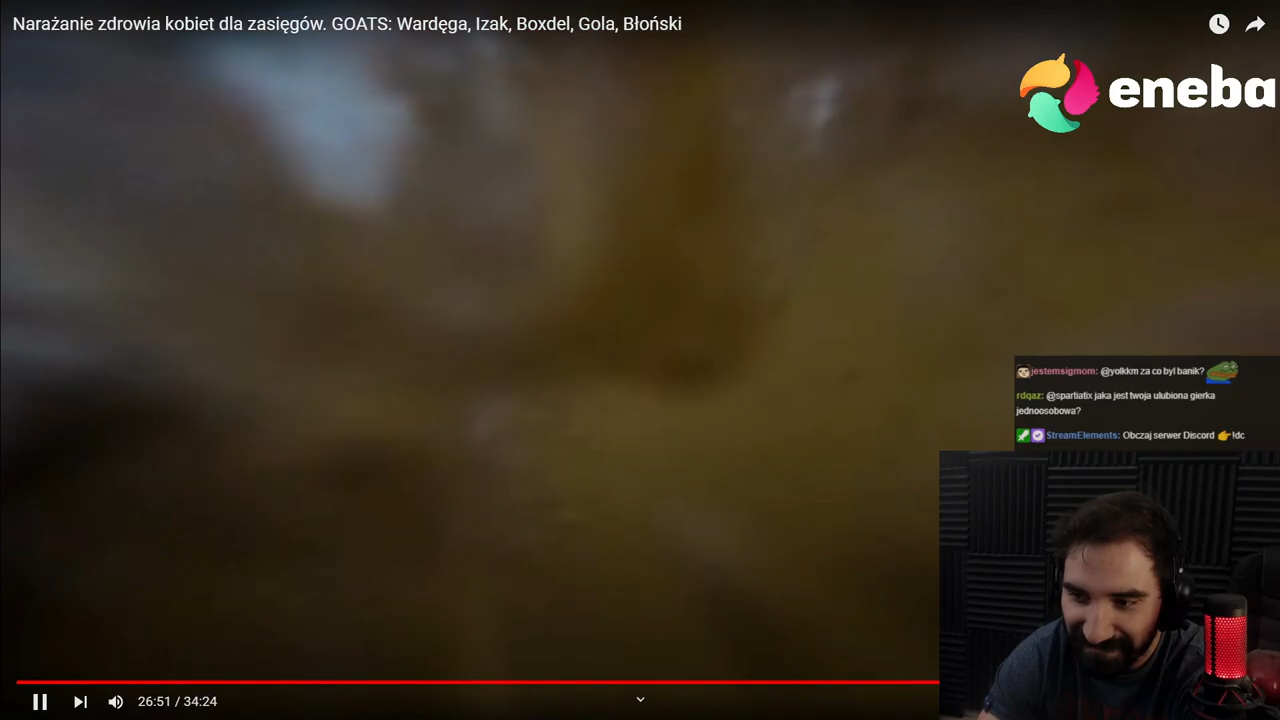 Narażanie zdrowia kobiet dla zasięgów. GOATS: Wardęga, Izak, Boxdel, Gola, Błoński
eneba
jestemsigmom: @yolkkm za co byl banik?
rdqaz: @spartiatix jaka jest twoja ulubiona gierka
jednoosobowa?
StreamElements: Obczaj serwer Discord 👉 !dc
26:51 / 34:24